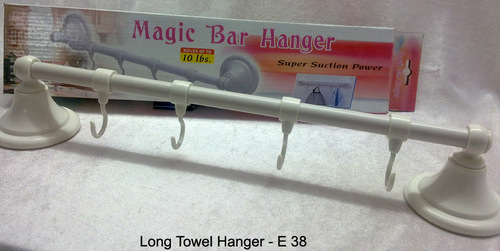 Magic Bar Hanger
HOLDS UP TO
10 lbs.
Super Suction Power
Long Towel Hanger - E 38